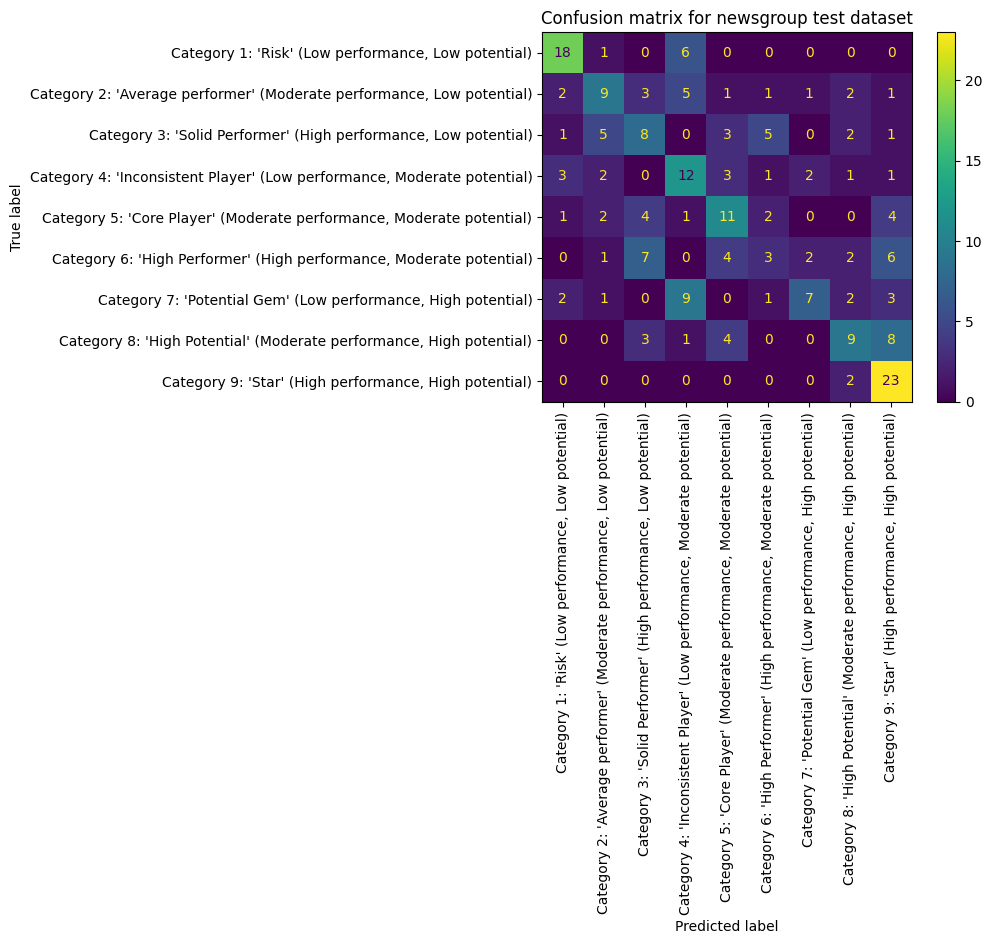 Confusion matrix for newsgroup test dataset
True label
Category 1: 'Risk' (Low performance, Low potential) 18 1 0 6 0 0 0 0 0
Category 2: 'Average performer' (Moderate performance, Low potential) 2 9 3 5 1 1 1 2 1
Category 3: 'Solid Performer' (High performance, Low potential) 1 5 8 0 3 5 0 2 1
Category 4: 'Inconsistent Player' (Low performance, Moderate potential) 3 2 0 12 3 1 2 1 1
Category 5: 'Core Player' (Moderate performance, Moderate potential) 1 2 4 1 11 2 0 0 4
Category 6: 'High Performer' (High performance, Moderate potential) 0 1 7 0 4 3 2 2 6
Category 7: 'Potential Gem' (Low performance, High potential) 2 1 0 9 0 1 7 2 3
Category 8: 'High Potential' (Moderate performance, High potential) 0 0 3 1 4 0 0 9 8
Category 9: 'Star' (High performance, High potential) 0 0 0 0 0 0 0 2 23
Category 1: 'Risk' (Low performance, Low potential)
Category 2: 'Average performer' (Moderate performance, Low potential)
Category 3: 'Solid Performer' (High performance, Low potential)
Category 4: 'Inconsistent Player' (Low performance, Moderate potential)
Category 5: 'Core Player' (Moderate performance, Moderate potential)
Category 6: 'High Performer' (High performance, Moderate potential)
Category 7: 'Potential Gem' (Low performance, High potential)
Category 8: 'High Potential' (Moderate performance, High potential)
Category 9: 'Star' (High performance, High potential)
Predicted label
20
15
10
5
0